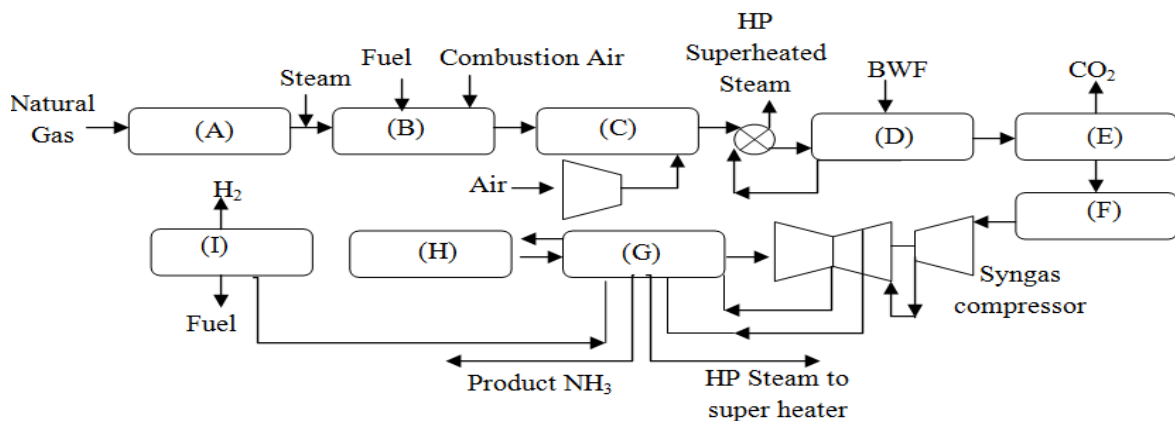 HP
Superheated
Steam
Fuel
Combustion Air
Steam
BWF
CO₂
Natural
Gas
(A)
(B)
(C)
(D)
(E)
Air
H₂
(F)
(I)
(H)
(G)
Syngas
compressor
Fuel
Product NH₃
HP Steam to
super heater